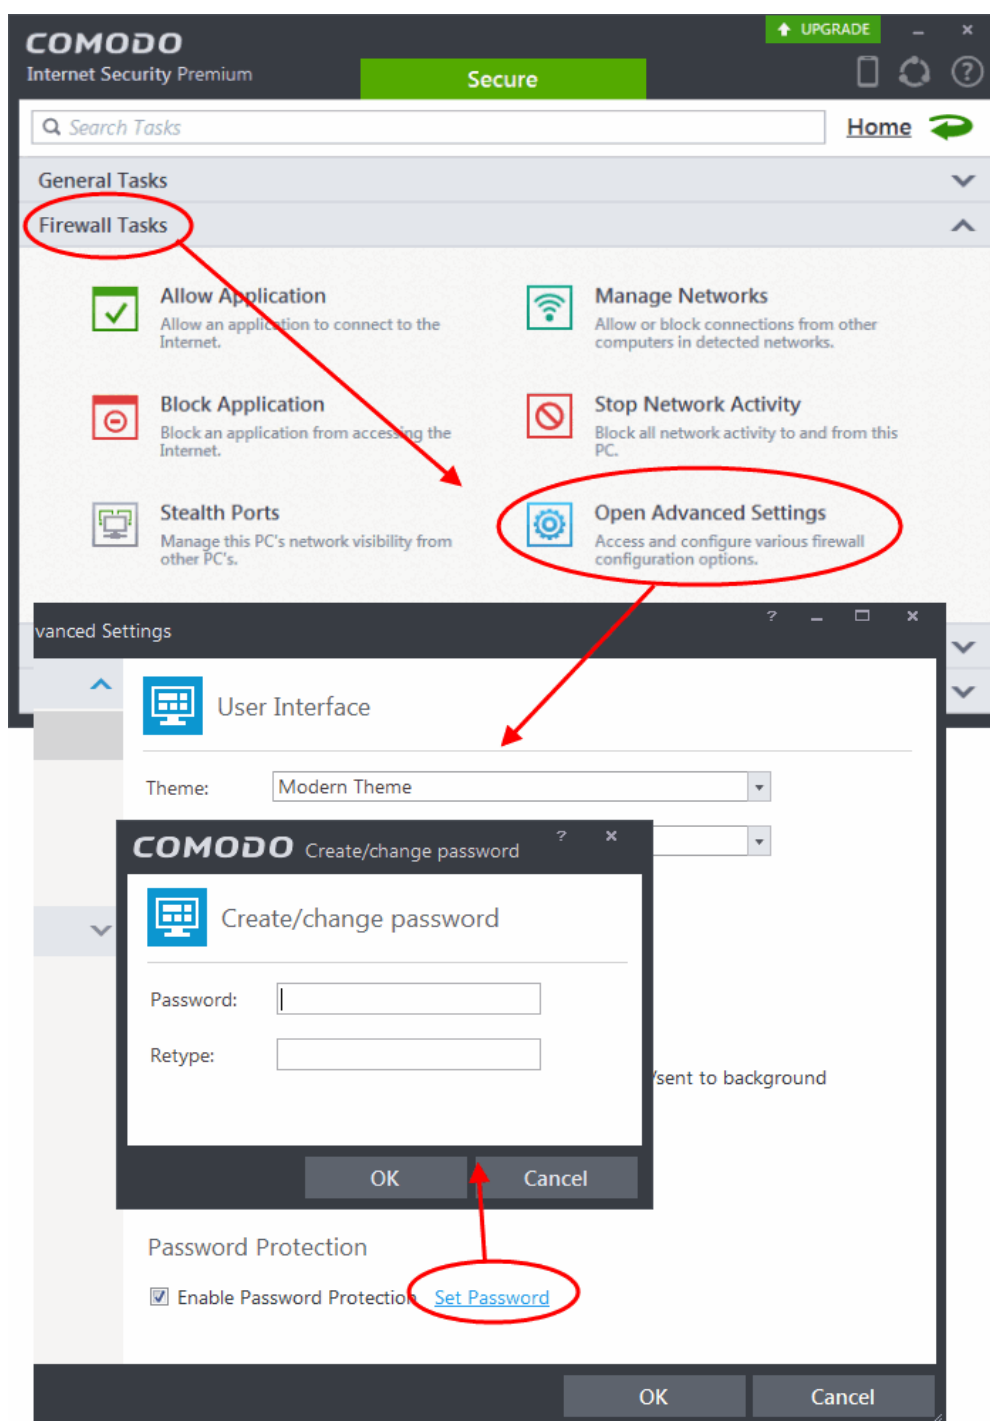 COMODO
UPGRADE
Internet Security Premium
Secure
?
Search Tasks
Home
General Tasks
Firewall Tasks
Allow Application
Allow an application to connect to the
Internet.
Manage Networks
Allow or block connections from other
computers in detected networks.
Block Application
Block an application from accessing the
Internet.
Stop Network Activity
Block all network activity to and from this
PC.
Stealth Ports
Manage this PC's network visibility from
other PC's.
Open Advanced Settings
Access and configure various firewall
configuration options.
vanced Settings
?
User Interface
Theme:
Modern Theme
COMODO Create/change password
?
Create/change password
Password:
Retype:
/sent to background
OK
Cancel
Password Protection
Enable Password Protection
Set Password
OK
Cancel